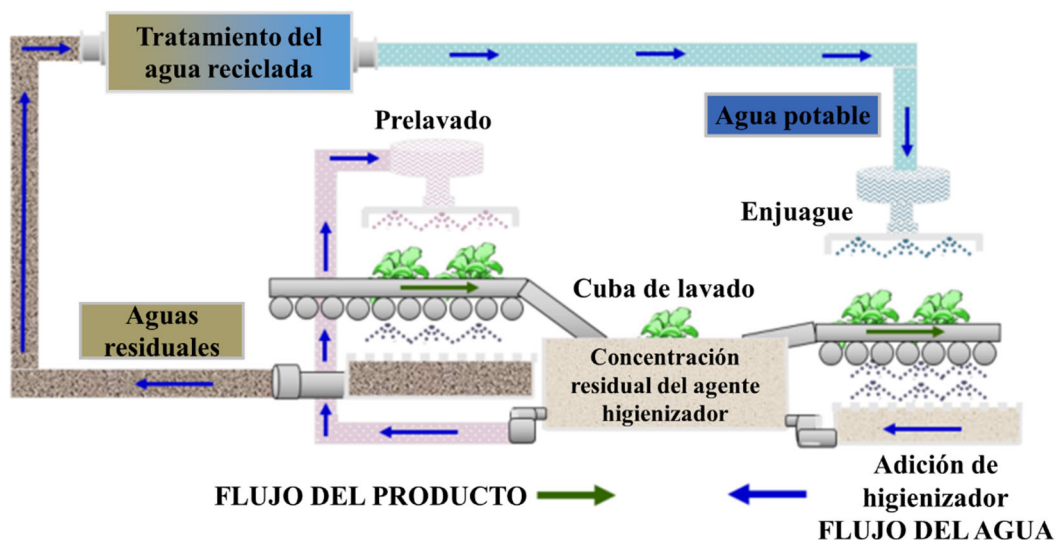 Tratamiento del
agua reciclada
Agua potable
Prelavado
Enjuague
Cuba de lavado
Aguas
residuales
Concentración
residual del agente
higienizador
Adición de
higienizador
FLUJO DEL PRODUCTO
FLUJO DEL AGUA